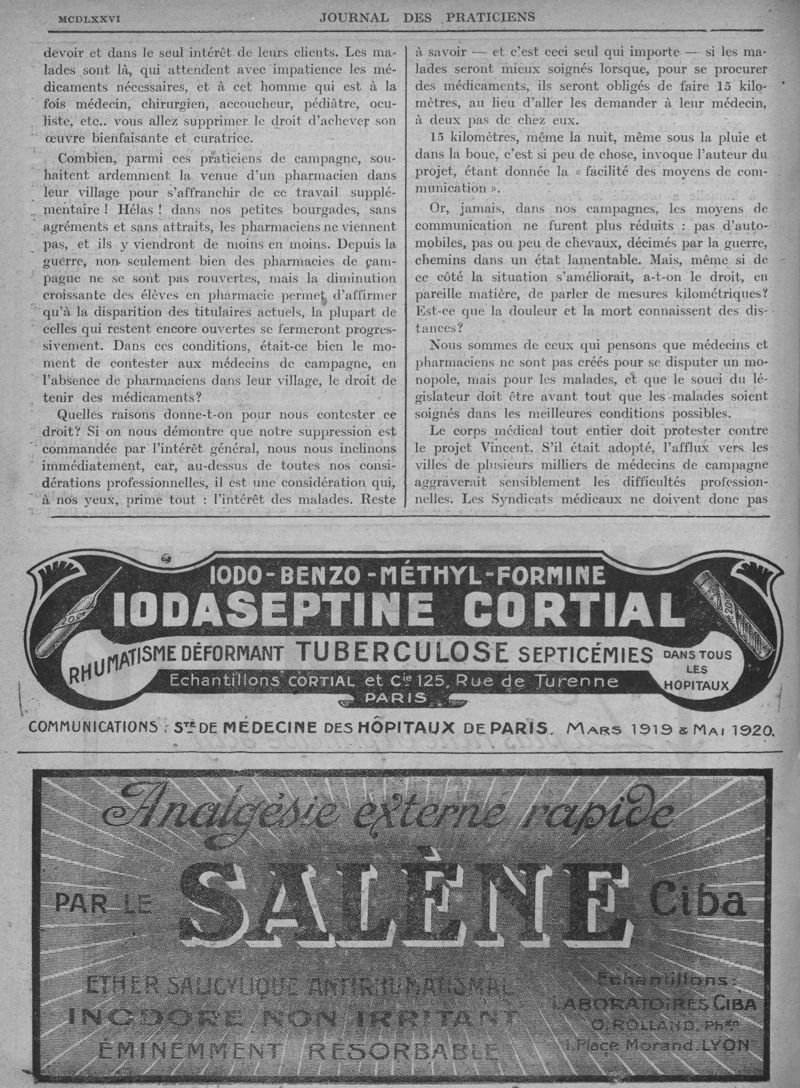 MCDLXXVI
JOURNAL DES PRATICIENS
devoir et dans le seul intérêt de leurs clients. Les ma-
lades sont là, qui attendent avec impatience les mé-
dicaments nécessaires, et à cet homme qui est à la
fois médecin, chirurgien, accoucheur, pédiâtre, ocu-
liste, etc.. vous allez supprimer le droit d'achever son
œuvre bienfaisante et curatrice.
Combien, parmi ces praticiens de campagne, sou-
haitent ardemment la venue d'un pharmacien dans
leur village pour s'affranchir de ce travail supplé-
mentaire ! Hélas ! dans nos petites bourgades, sans
agréments et sans attraits, les pharmaciens ne viennent
pas, et ils y viendront de moins en moins. Depuis la
guerre, non seulement bien des pharmacies de cam-
pagne ne se sont pas rouvertes, mais la diminution
croissante des élèves en pharmacie permet d'affirmer
qu'à la disparition des titulaires actuels, la plupart de
celles qui restent encore ouvertes se fermeront progres-
sivement. Dans ces conditions, était-ce bien le mo-
ment de contester aux médecins de campagne, en
l'absence de pharmaciens dans leur village, le droit de
tenir des médicaments?
Quelles raisons donne-t-on pour nous contester ce
droit? Si on nous démontre que notre suppression est
commandée par l'intérêt général, nous nous inclinons
immédiatement, car, au-dessus de toutes nos consi-
dérations professionnelles, il est une considération qui,
à nos yeux, prime tout : l'intérêt des malades. Reste
à savoir — et c'est ceci seul qui importe — si les ma-
lades seront mieux soignés lorsque, pour se procurer
des médicaments, ils seront obligés de faire 15 kilo-
mètres, au lieu d'aller les demander à leur médecin,
à deux pas de chez eux.
15 kilomètres, même la nuit, même sous la pluie et
dans la boue, c'est si peu de chose, invoque l'auteur du
projet, étant donnée la « facilité des moyens de com-
munication ».
Or, jamais, dans nos campagnes, les moyens de
communication ne furent plus réduits : pas d'auto-
mobiles, pas ou peu de chevaux, décimés par la guerre,
chemins dans un état lamentable. Mais, même si de
ce côté la situation s'améliorait, a-t-on le droit, en
pareille matière, de parler de mesures kilométriques?
Est-ce que la douleur et la mort connaissent des dis-
tances?
Nous sommes de ceux qui pensons que médecins et
pharmaciens ne sont pas créés pour se disputer un mo-
nopole, mais pour les malades, et que le souci du lé-
gislateur doit être avant tout que les malades soient
soignés dans les meilleures conditions possibles.
Le corps médical tout entier doit protester contre
le projet Vincent. S'il était adopté, l'afflux vers les
villes de plusieurs milliers de médecins de campagne
aggraverait sensiblement les difficultés profession-
nelles. Les Syndicats médicaux ne doivent donc pas
IODO-BENZO-MÉTHYL-FORMINE
IODASEPTINE CORTIAL
RHUMATISME DÉFORMANT TUBERCULOSE SEPTICÉMIES DANS TOUS
LES
HOPITAUX
Echantillons CORTIAL et Cie 125, Rue de Turenne
PARIS
COMMUNICATIONS : STÉ DE MÉDECINE DES HÔPITAUX DE PARIS. MARS 1919 & MAI 1920.
Analgésie externe rapide
PAR LE SALÈNE Ciba
ETHER SALICYLIQUE ANTIRHUMATISMAL
INODORE NON IRRITANT
ÉMINEMMENT RESORBABLE
Echantillons:
LABORATOIRES CIBA
O. ROLLAND, PHen
1, Place Morand. LYON